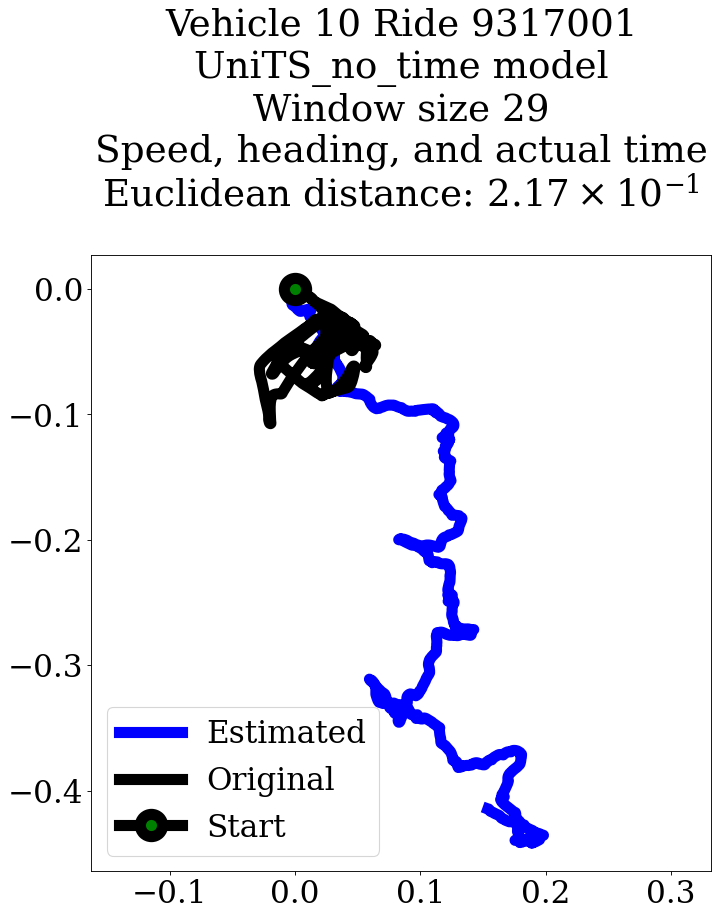 Vehicle 10 Ride 9317001
UniTS_no_time model
Window size 29
Speed, heading, and actual time
Euclidean distance: 2.17 × 10⁻¹
0.0
−0.1
−0.2
−0.3
−0.4
Estimated
Original
Start
−0.1 0.0 0.1 0.2 0.3